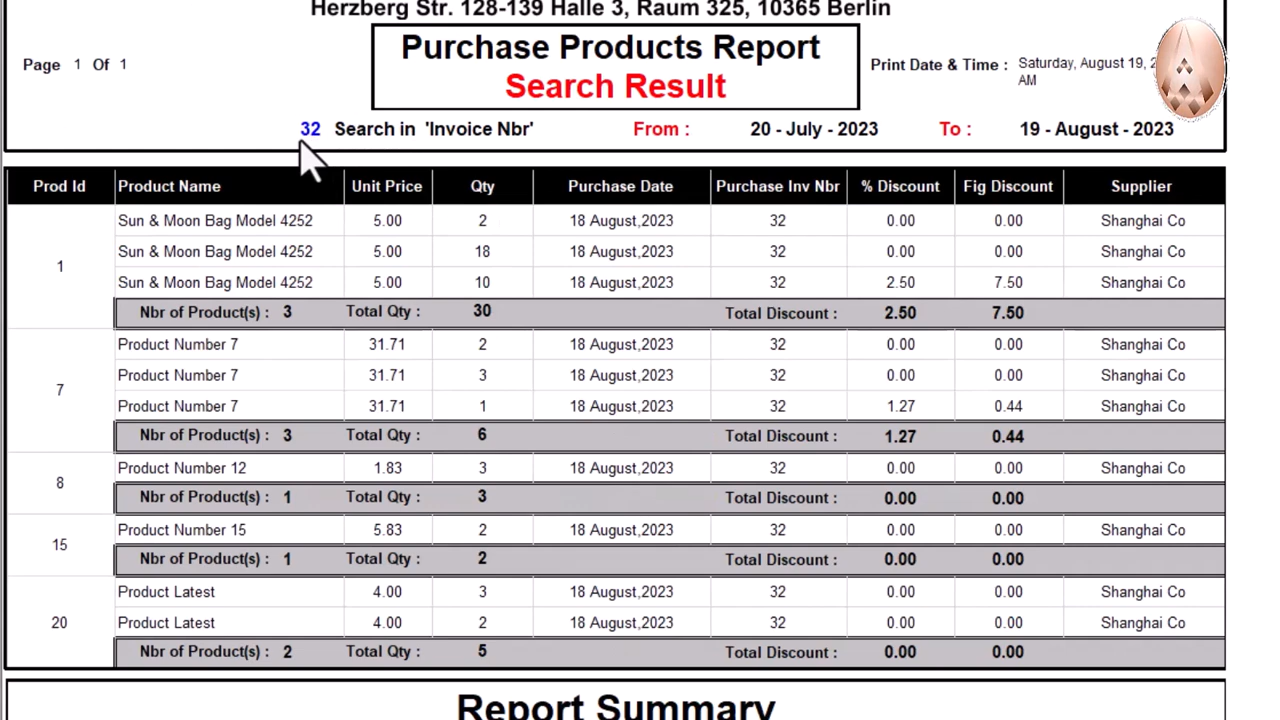 Herzberg Str. 128-139 Halle 3, Raum 325, 10365 Berlin
Page 1 Of 1
Purchase Products Report
Search Result
Print Date & Time : Saturday, August 19,
AM
32 Search in 'Invoice Nbr' From : 20 - July - 2023 To : 19 - August - 2023
Prod Id Product Name Unit Price Qty Purchase Date Purchase Inv Nbr % Discount Fig Discount Supplier
Sun & Moon Bag Model 4252 5.00 2 18 August,2023 32 0.00 0.00 Shanghai Co
Sun & Moon Bag Model 4252 5.00 18 18 August,2023 32 0.00 0.00 Shanghai Co
1
Sun & Moon Bag Model 4252 5.00 10 18 August,2023 32 2.50 7.50 Shanghai Co
Nbr of Product(s) : 3 Total Qty : 30 Total Discount : 2.50 7.50
Product Number 7 31.71 2 18 August,2023 32 0.00 0.00 Shanghai Co
Product Number 7 31.71 3 18 August,2023 32 0.00 0.00 Shanghai Co
7
Product Number 7 31.71 1 18 August,2023 32 1.27 0.44 Shanghai Co
Nbr of Product(s) : 3 Total Qty : 6 Total Discount : 1.27 0.44
Product Number 12 1.83 3 18 August,2023 32 0.00 0.00 Shanghai Co
8
Nbr of Product(s) : 1 Total Qty : 3 Total Discount : 0.00 0.00
Product Number 15 5.83 2 18 August,2023 32 0.00 0.00 Shanghai Co
15
Nbr of Product(s) : 1 Total Qty : 2 Total Discount : 0.00 0.00
Product Latest 4.00 3 18 August,2023 32 0.00 0.00 Shanghai Co
20 Product Latest 4.00 2 18 August,2023 32 0.00 0.00 Shanghai Co
Nbr of Product(s) : 2 Total Qty : 5 Total Discount : 0.00 0.00
Report Summary